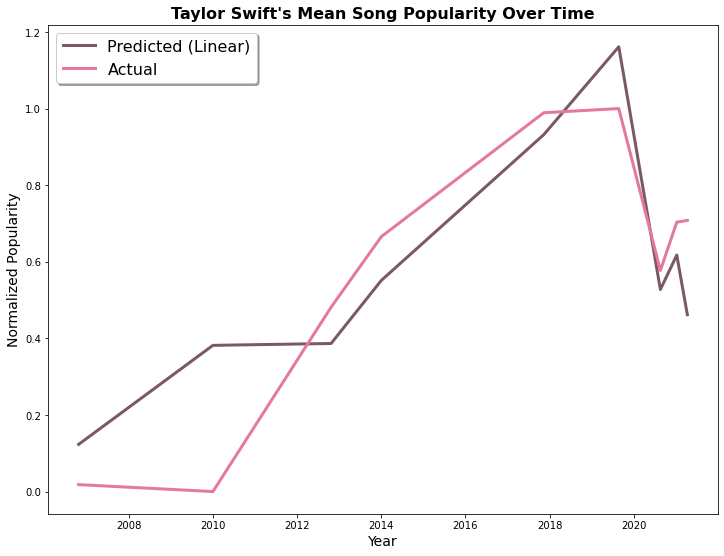 Taylor Swift's Mean Song Popularity Over Time
Predicted (Linear)
Actual
Normalized Popularity
1.2
1.0
0.8
0.6
0.4
0.2
0.0
2008
2010
2012
2014
2016
2018
2020
Year